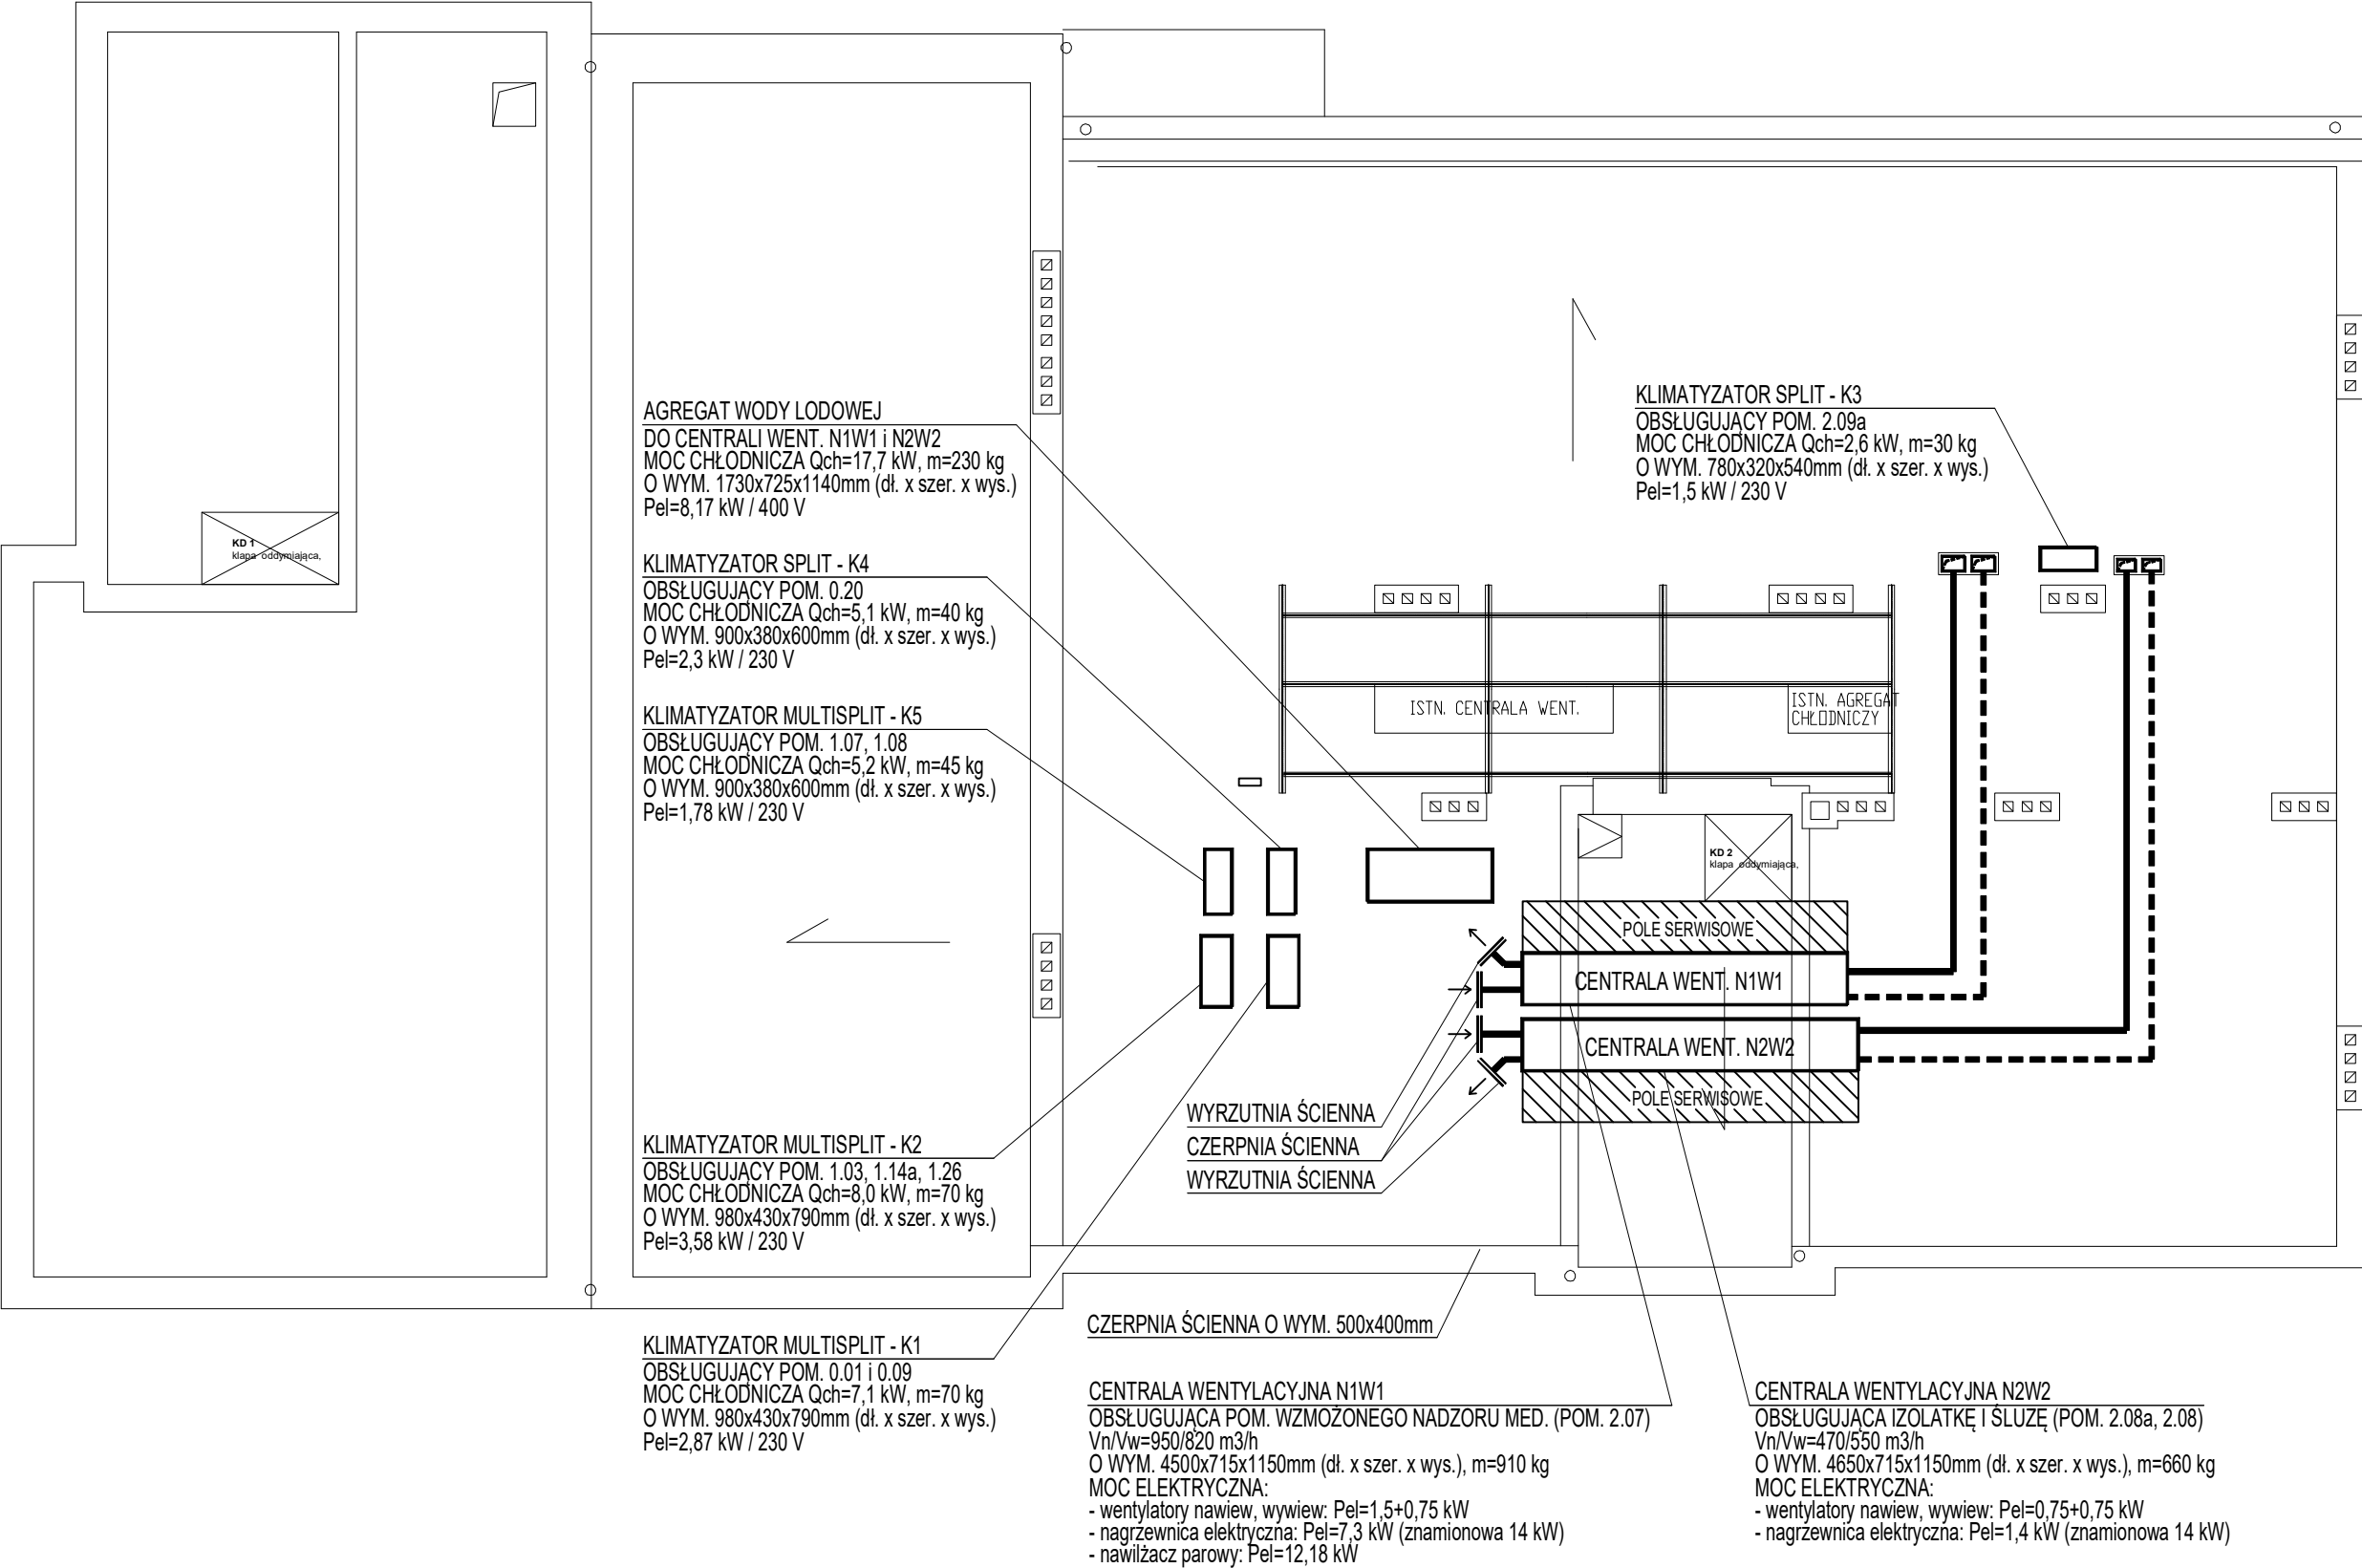 AGREGAT WODY LODOWEJ
DO CENTRALI WENT. N1W1 i N2W2
MOC CHŁODNICZA Qch=17,7 kW, m=230 kg
O WYM. 1730x725x1140mm (dł. x szer. x wys.)
Pel=8,17 kW / 400 V
KLIMATYZATOR SPLIT - K3
OBSŁUGUJĄCY POM. 2.09a
MOC CHŁODNICZA Qch=2,6 kW, m=30 kg
O WYM. 780x320x540mm (dł. x szer. x wys.)
Pel=1,5 kW / 230 V
KD 1
klapa oddymiająca,
KLIMATYZATOR SPLIT - K4
OBSŁUGUJĄCY POM. 0.20
MOC CHŁODNICZA Qch=5,1 kW, m=40 kg
O WYM. 900x380x600mm (dł. x szer. x wys.)
Pel=2,3 kW / 230 V
KLIMATYZATOR MULTISPLIT - K5
OBSŁUGUJĄCY POM. 1.07, 1.08
MOC CHŁODNICZA Qch=5,2 kW, m=45 kg
O WYM. 900x380x600mm (dł. x szer. x wys.)
Pel=1,78 kW / 230 V
ISTN. CENTRALA WENT.
ISTN. AGREGAT
CHŁODNICZY
KD 2
klapa oddymiająca,
POLE SERWISOWE
CENTRALA WENT. N1W1
CENTRALA WENT. N2W2
POLE SERWISOWE
WYRZUTNIA ŚCIENNA
CZERPNIA ŚCIENNA
WYRZUTNIA ŚCIENNA
KLIMATYZATOR MULTISPLIT - K2
OBSŁUGUJĄCY POM. 1.03, 1.14a, 1.26
MOC CHŁODNICZA Qch=8,0 kW, m=70 kg
O WYM. 980x430x790mm (dł. x szer. x wys.)
Pel=3,58 kW / 230 V
KLIMATYZATOR MULTISPLIT - K1
OBSŁUGUJĄCY POM. 0.01 i 0.09
MOC CHŁODNICZA Qch=7,1 kW, m=70 kg
O WYM. 980x430x790mm (dł. x szer. x wys.)
Pel=2,87 kW / 230 V
CZERPNIA ŚCIENNA O WYM. 500x400mm
CENTRALA WENTYLACYJNA N1W1
OBSŁUGUJĄCA POM. WZMOŻONEGO NADZORU MED. (POM. 2.07)
Vn/Vw=950/820 m3/h
O WYM. 4500x715x1150mm (dł. x szer. x wys.), m=910 kg
MOC ELEKTRYCZNA:
- wentylatory nawiew, wywiew: Pel=1,5+0,75 kW
- nagrzewnica elektryczna: Pel=7,3 kW (znamionowa 14 kW)
- nawilżacz parowy: Pel=12,18 kW
CENTRALA WENTYLACYJNA N2W2
OBSŁUGUJĄCA IZOLATKĘ I ŚLUZĘ (POM. 2.08a, 2.08)
Vn/Vw=470/550 m3/h
O WYM. 4650x715x1150mm (dł. x szer. x wys.), m=660 kg
MOC ELEKTRYCZNA:
- wentylatory nawiew, wywiew: Pel=0,75+0,75 kW
- nagrzewnica elektryczna: Pel=1,4 kW (znamionowa 14 kW)